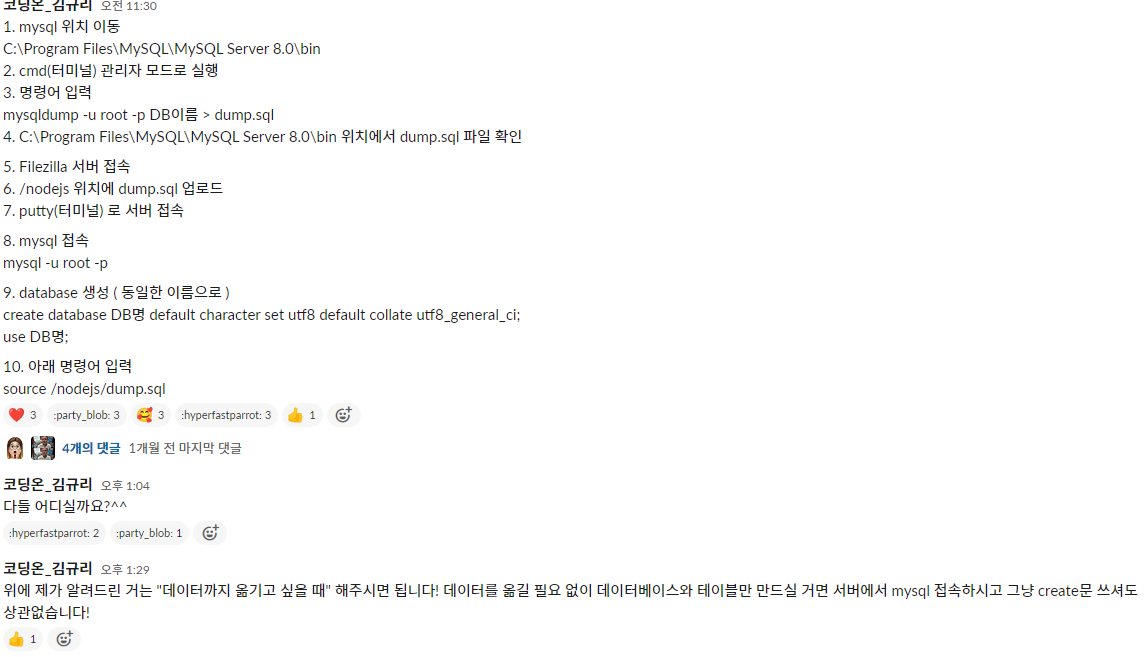 코딩온_김규리 오전 11:30
1. mysql 위치 이동
C:\Program Files\MySQL\MySQL Server 8.0\bin
2. cmd(터미널) 관리자 모드로 실행
3. 명령어 입력
mysqldump -u root -p DB이름 > dump.sql
4. C:\Program Files\MySQL\MySQL Server 8.0\bin 위치에서 dump.sql 파일 확인
5. Filezilla 서버 접속
6. /nodejs 위치에 dump.sql 업로드
7. putty(터미널) 로 서버 접속
8. mysql 접속
mysql -u root -p
9. database 생성 ( 동일한 이름으로 )
create database DB명 default character set utf8 default collate utf8_general_ci;
use DB명;
10. 아래 명령어 입력
source /nodejs/dump.sql
❤️ 3 :party_blob: 3 🥰 3 :hyperfastparrot: 3 👍 1
4개의 댓글 1개월 전 마지막 댓글
코딩온_김규리 오후 1:04
다들 어디실까요?^^
:hyperfastparrot: 2 :party_blob: 1
코딩온_김규리 오후 1:29
위에 제가 알려드린 거는 "데이터까지 옮기고 싶을 때" 해주시면 됩니다! 데이터를 옮길 필요 없이 데이터베이스와 테이블만 만드실 거면 서버에서 mysql 접속하시고 그냥 create문 쓰셔도
상관없습니다!
👍 1